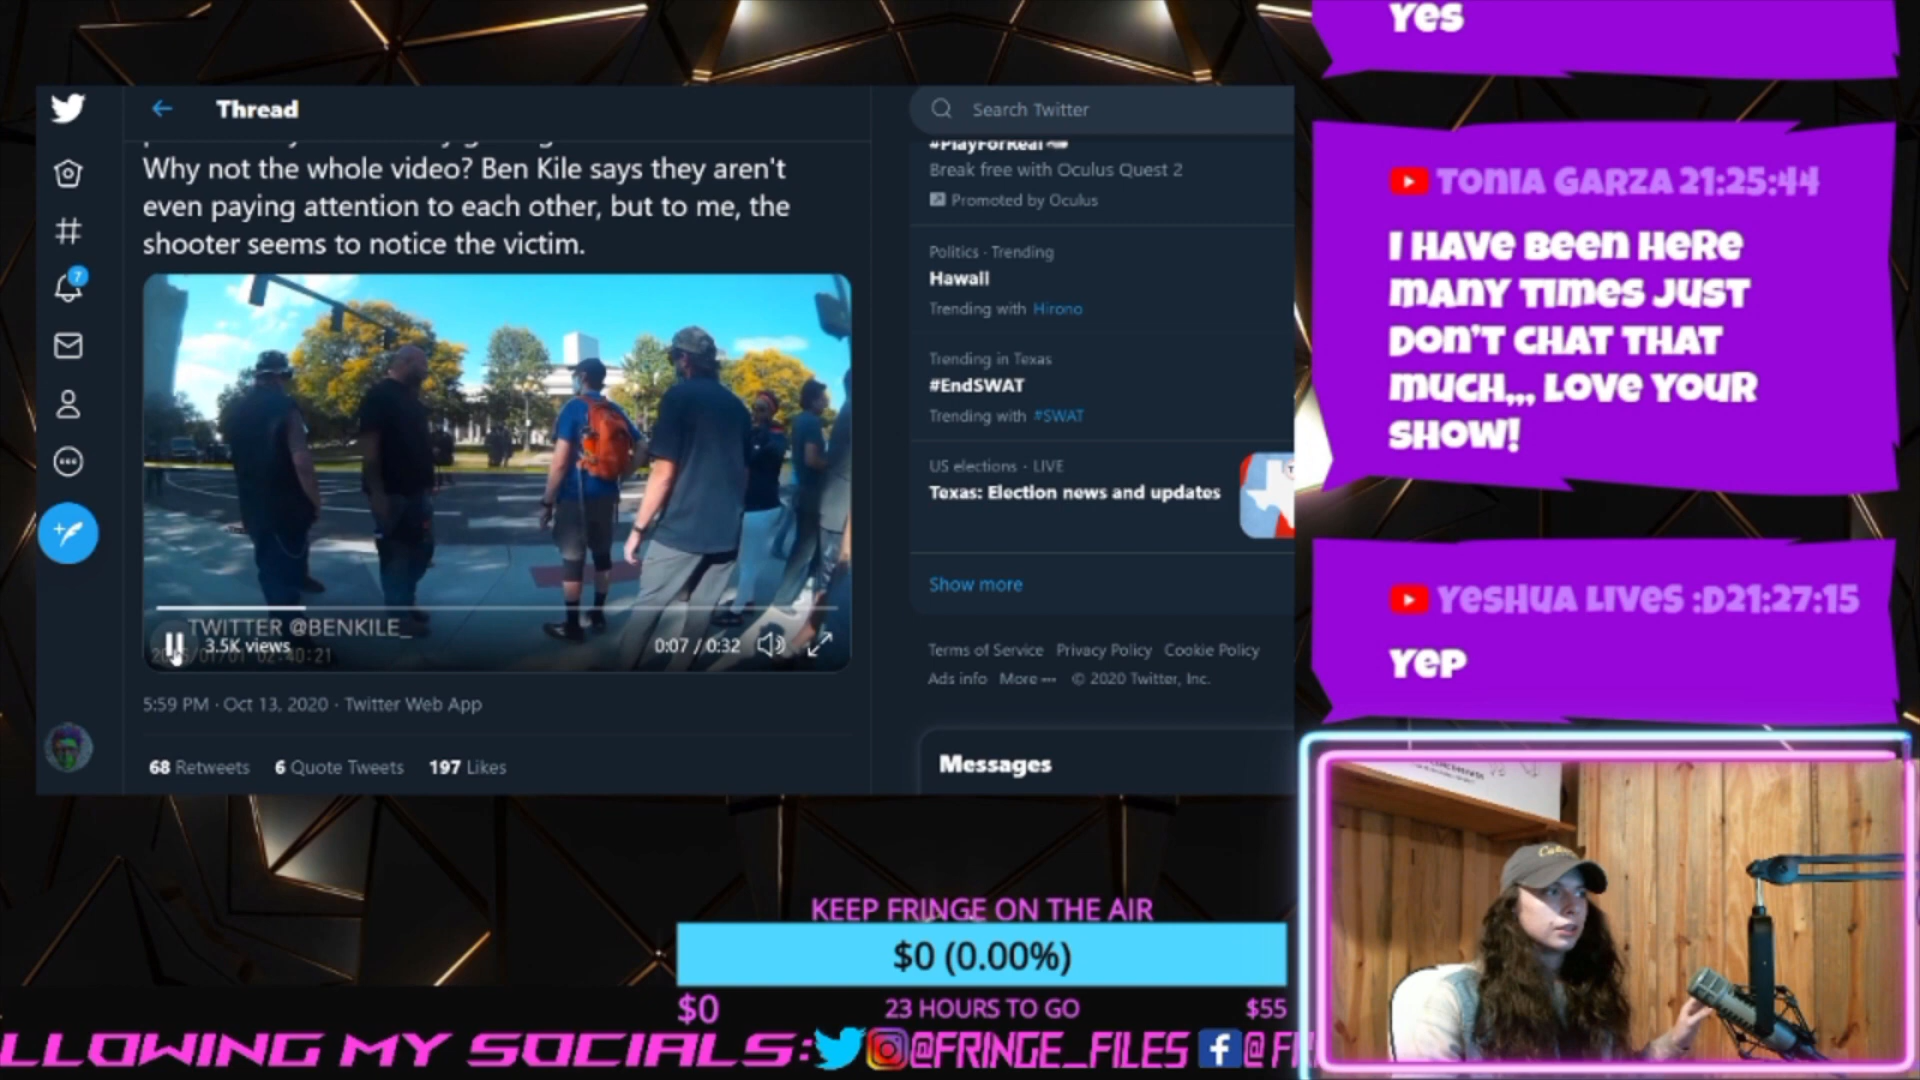 Thread
Why not the whole video? Ben Kile says they aren't
even paying attention to each other, but to me, the
shooter seems to notice the victim.
7
TWITTER @BENKILE_
3.5K views
0:07 / 0:32
02:40:21
5:59 PM · Oct 13, 2020 · Twitter Web App
68 Retweets 6 Quote Tweets 197 Likes
Search Twitter
#PlayForReal
Break free with Oculus Quest 2
Promoted by Oculus
Politics · Trending
Hawaii
Trending with Hirono
Trending in Texas
#EndSWAT
Trending with #SWAT
US elections · LIVE
Texas: Election news and updates
Show more
Terms of Service Privacy Policy Cookie Policy
Ads info More ··· © 2020 Twitter, Inc.
Messages
Yes
Tonia Garza 21:25:44
I HAVE BEEN HERE
MANY TIMES JUST
DON'T CHAT THAT
MUCH,,, LOVE YOUR
SHOW!
Yeshua Lives :D21:27:15
Yep
KEEP FRINGE ON THE AIR
$0 (0.00%)
$0 23 HOURS TO GO $55
LLOWING MY SOCIALS: @FRINGE_FILES @ F